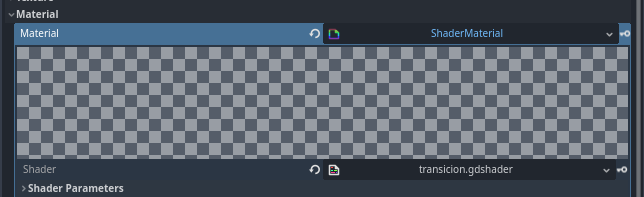 Material
Material ShaderMaterial
Shader transicion.gdshader
Shader Parameters